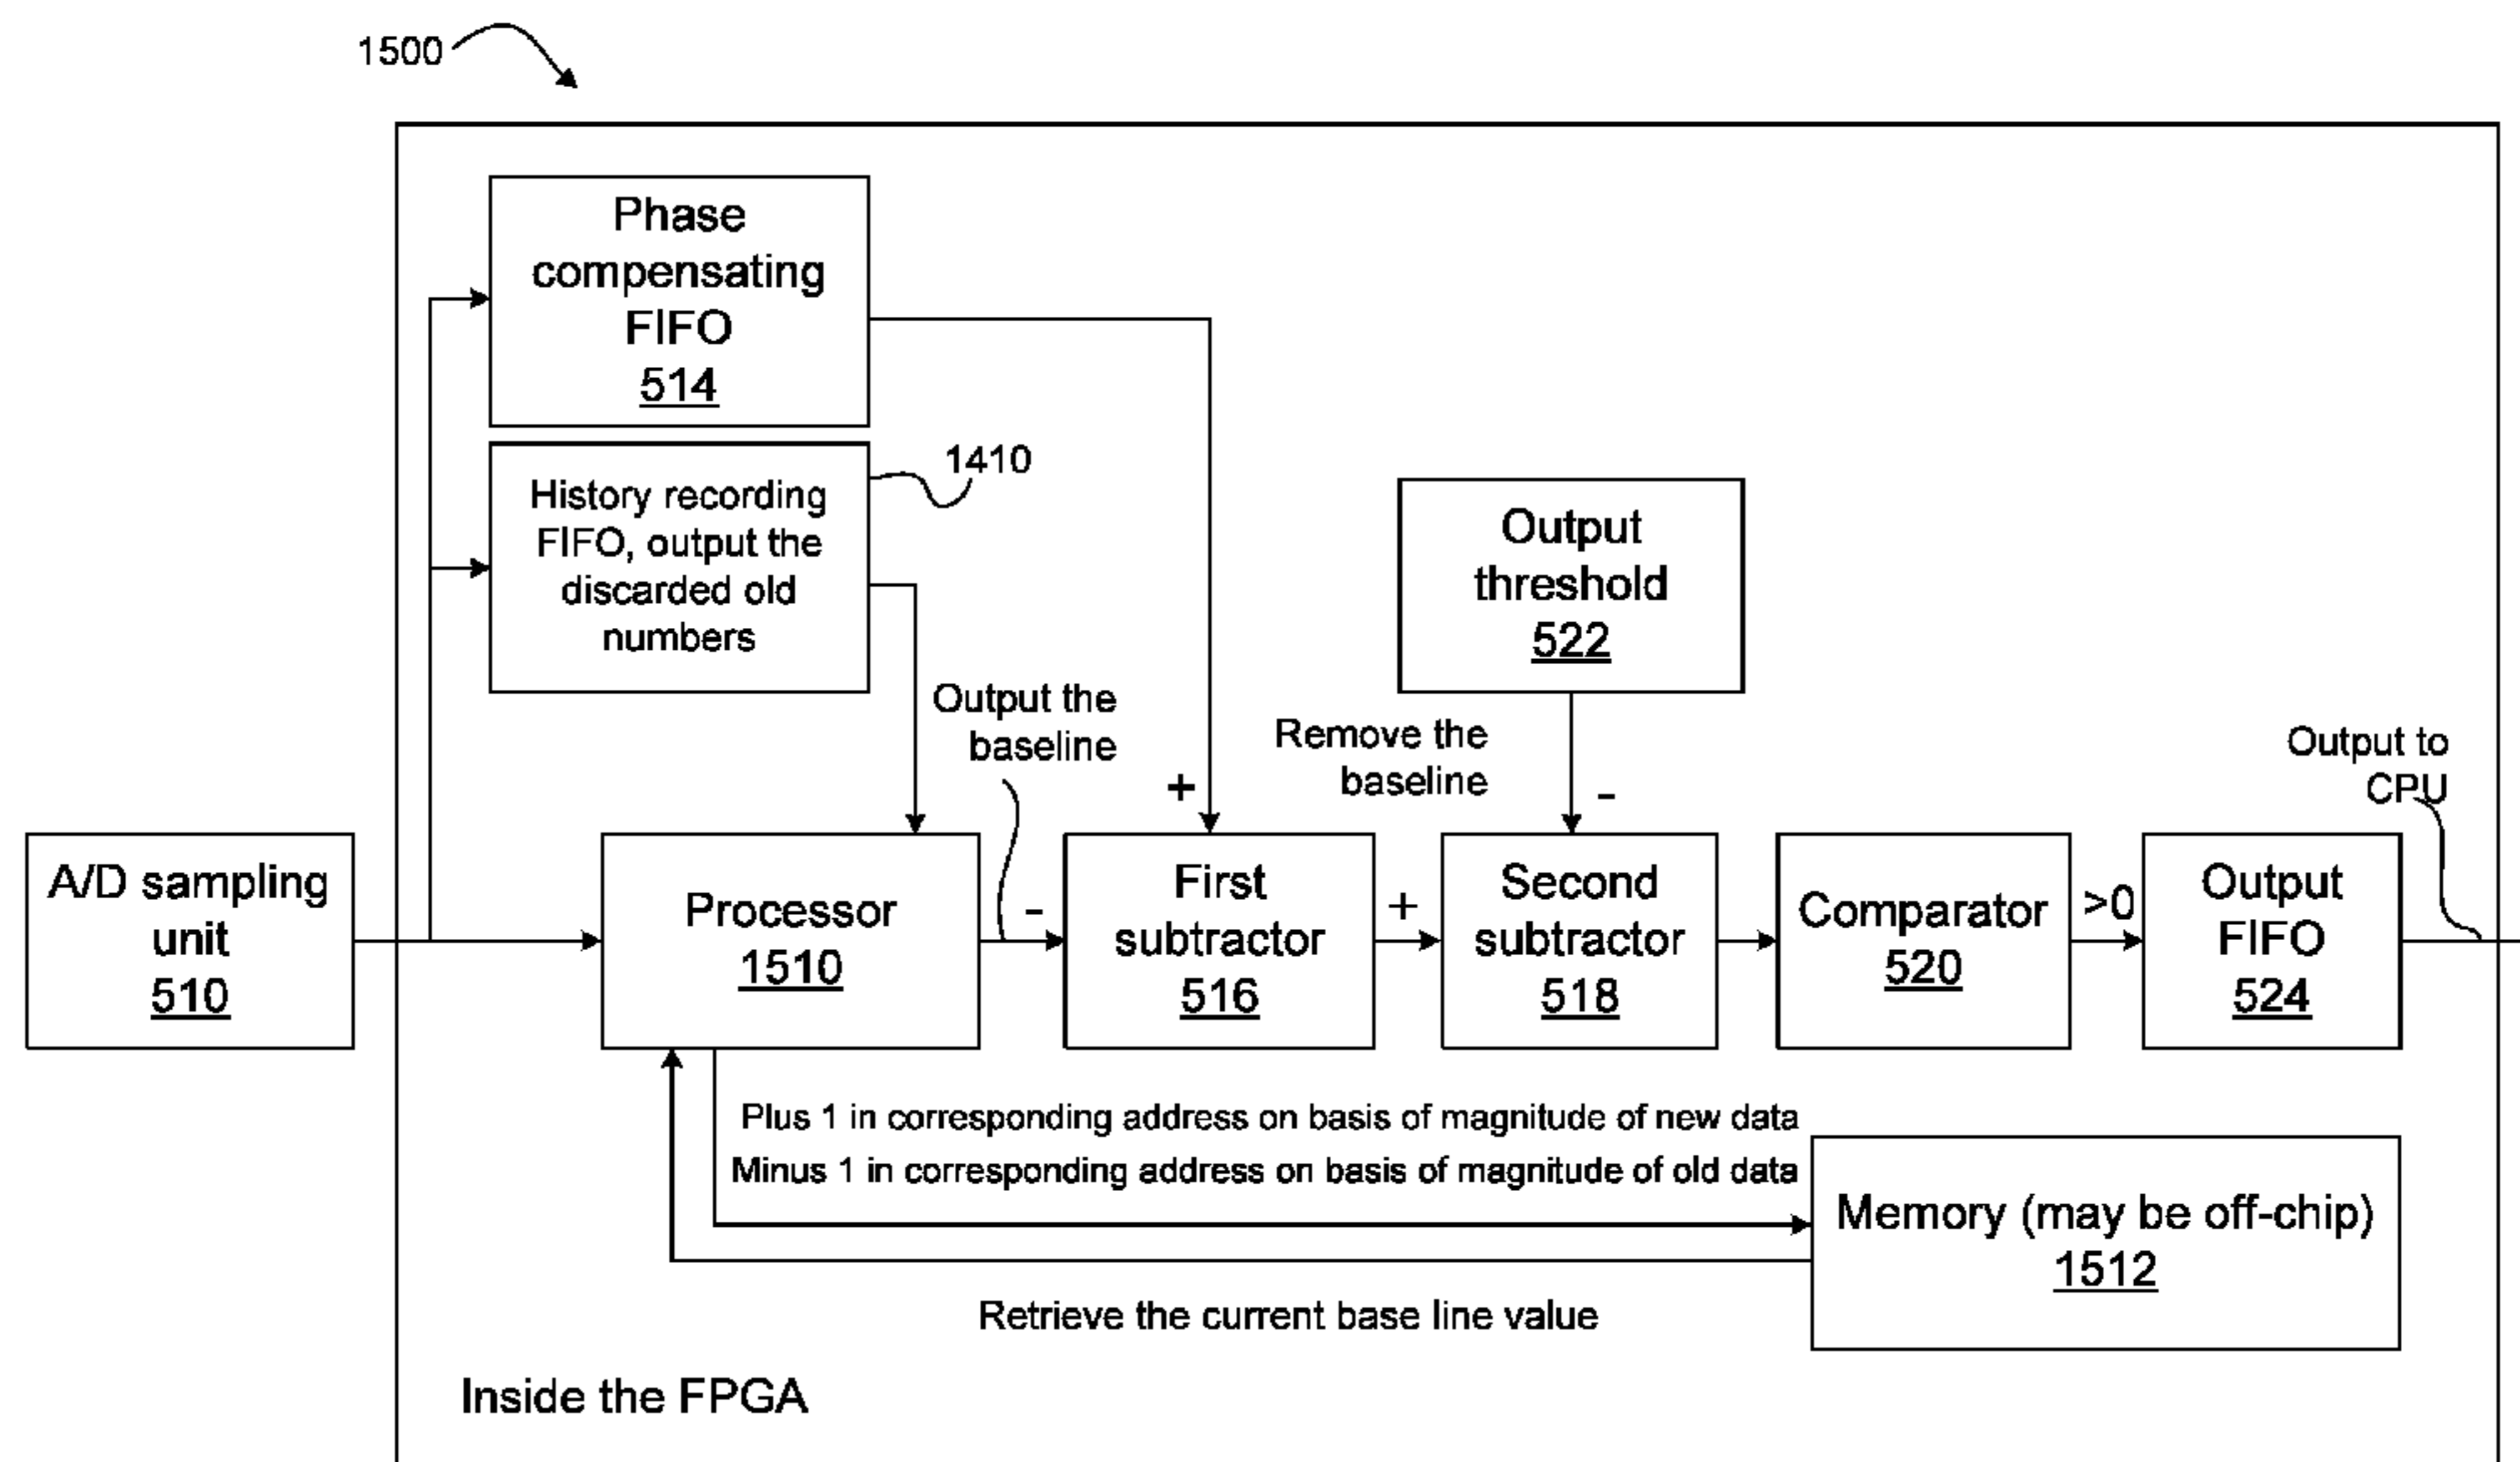 1500
Phase
compensating
FIFO
514
History recording
FIFO, output the
discarded old
numbers
1410
Output
threshold
522
Output the
baseline
Remove the
baseline
Output to
CPU
+
-
A/D sampling
unit
510
Processor
1510
-
First
subtractor
516
+
Second
subtractor
518
Comparator
520
>0
Output
FIFO
524
Plus 1 in corresponding address on basis of magnitude of new data
Minus 1 in corresponding address on basis of magnitude of old data
Memory (may be off-chip)
1512
Retrieve the current base line value
Inside the FPGA